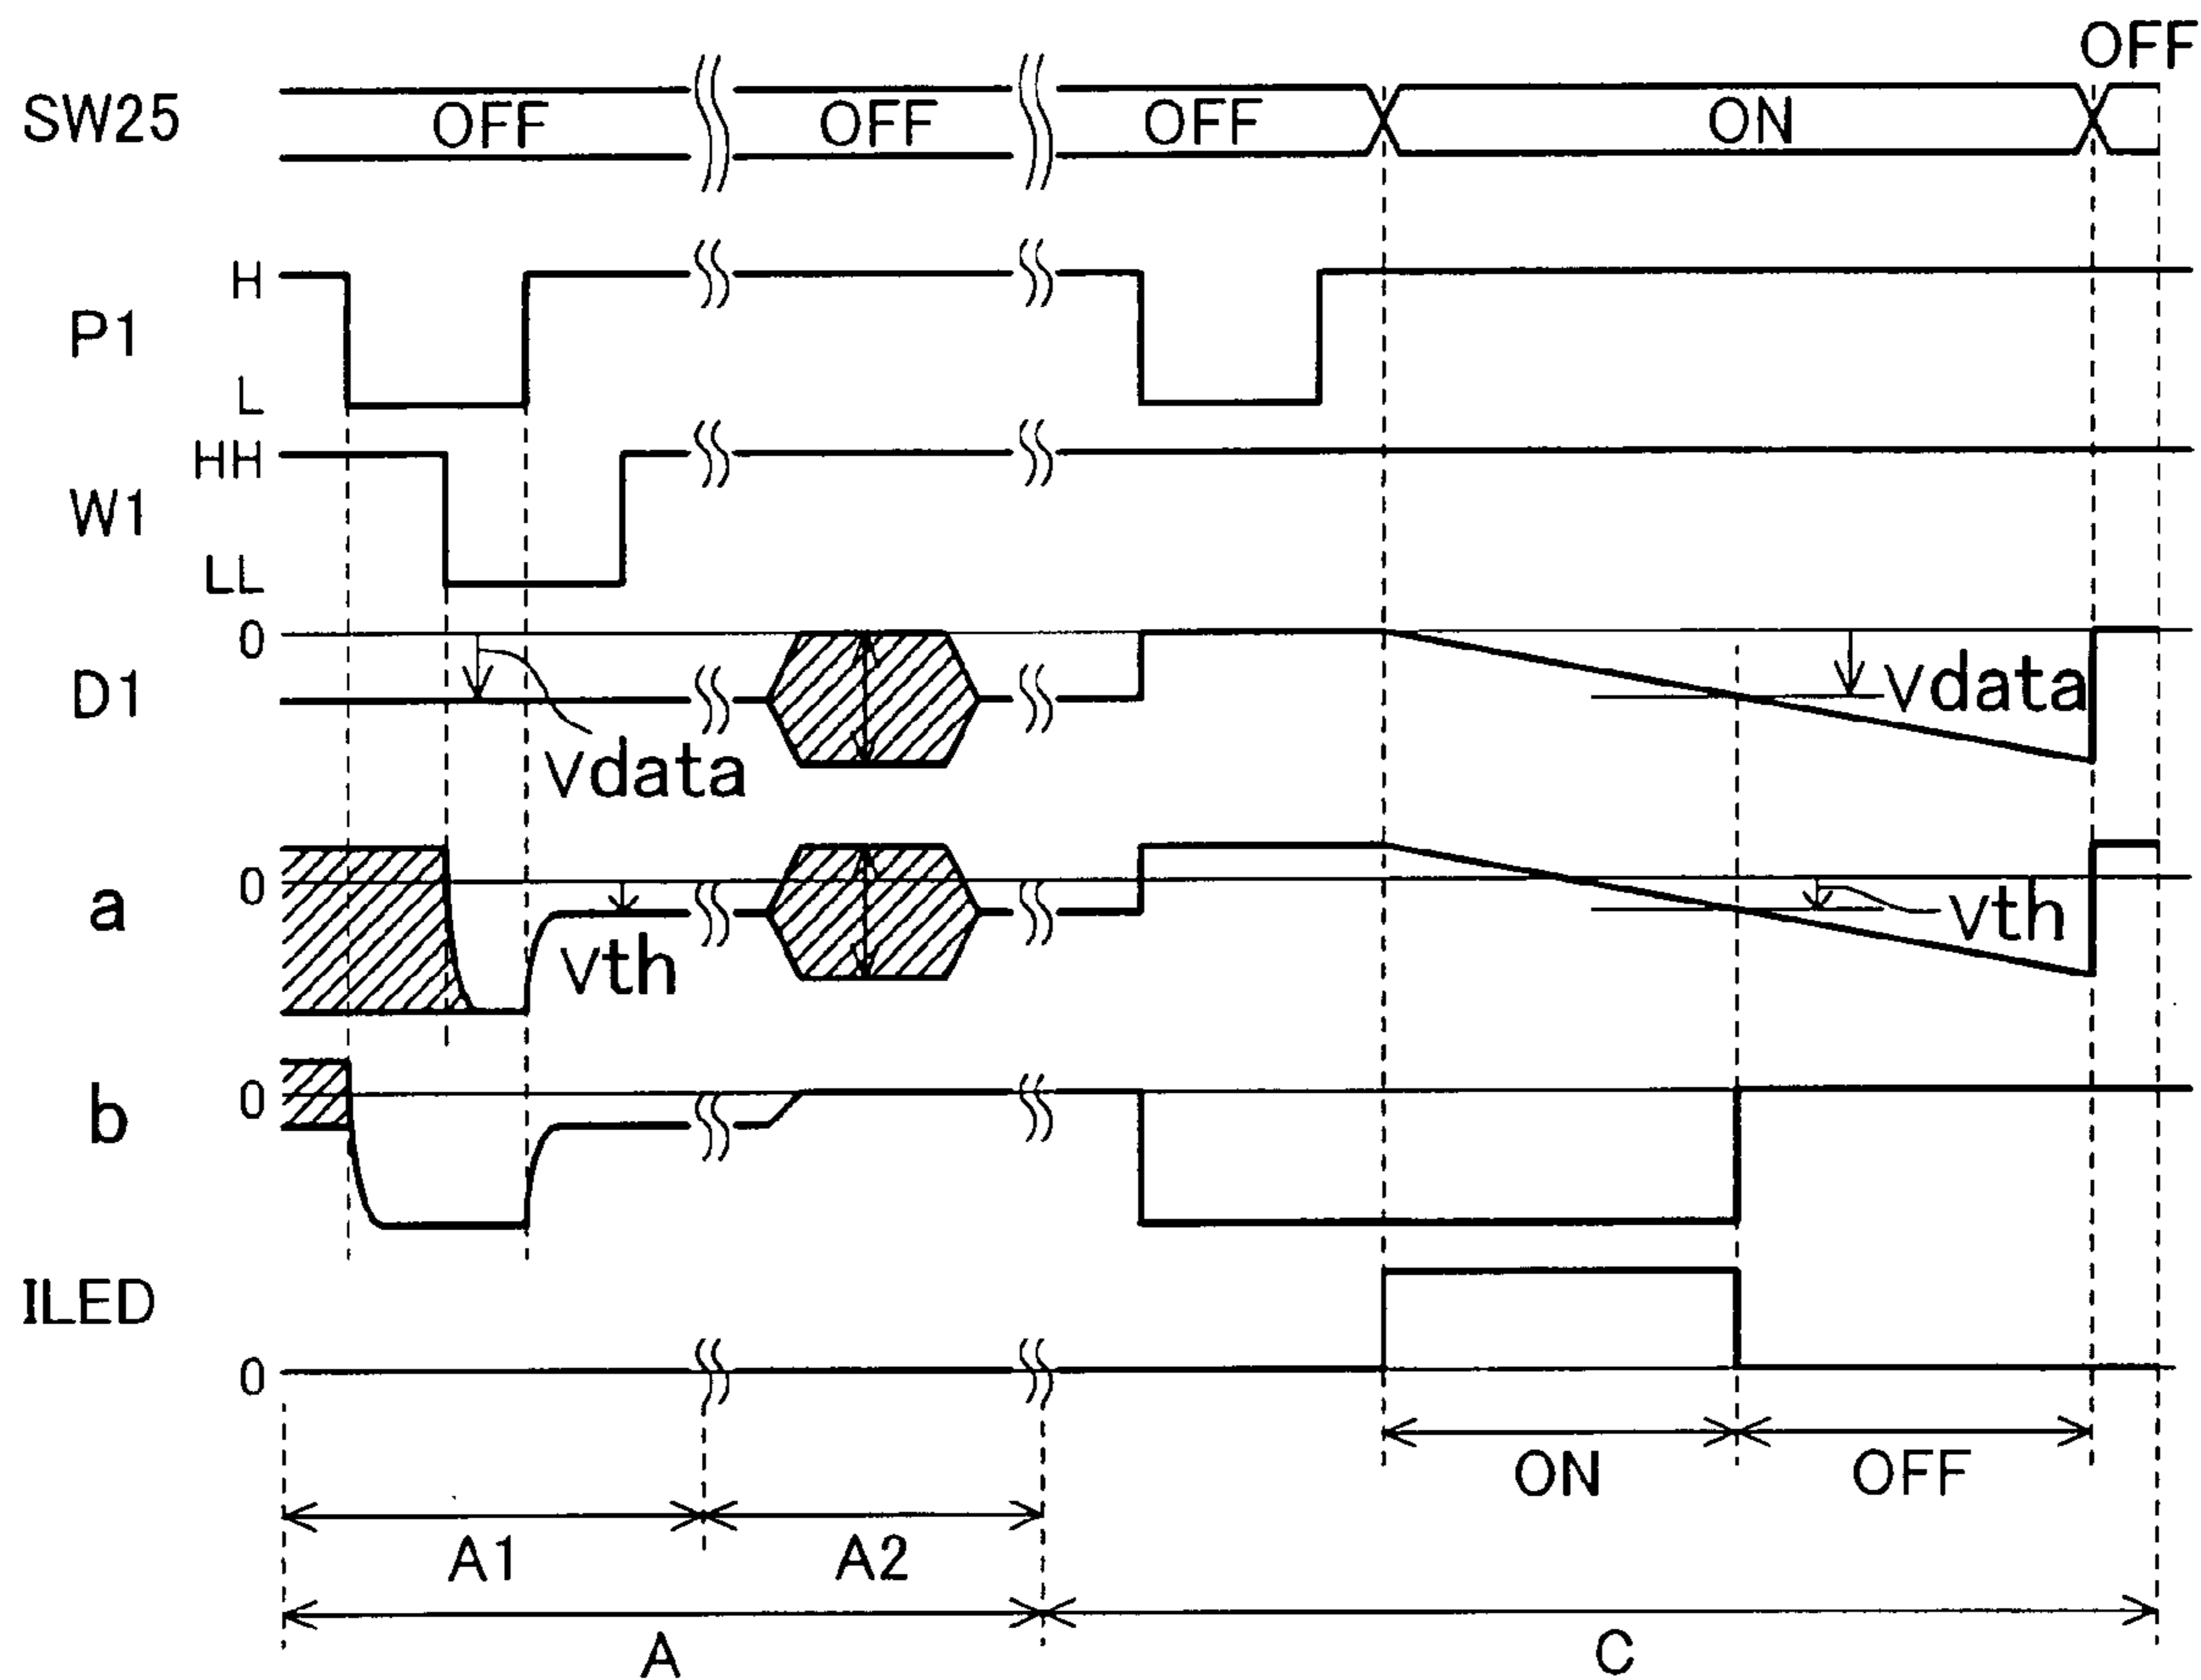 OFF
SW25 OFF OFF OFF ON
H
P1
L
HH
W1
LL
0
D1 Vdata
Vdata
0
a Vth
Vth
0
b
ILED
0
ON OFF
A1 A2
A C